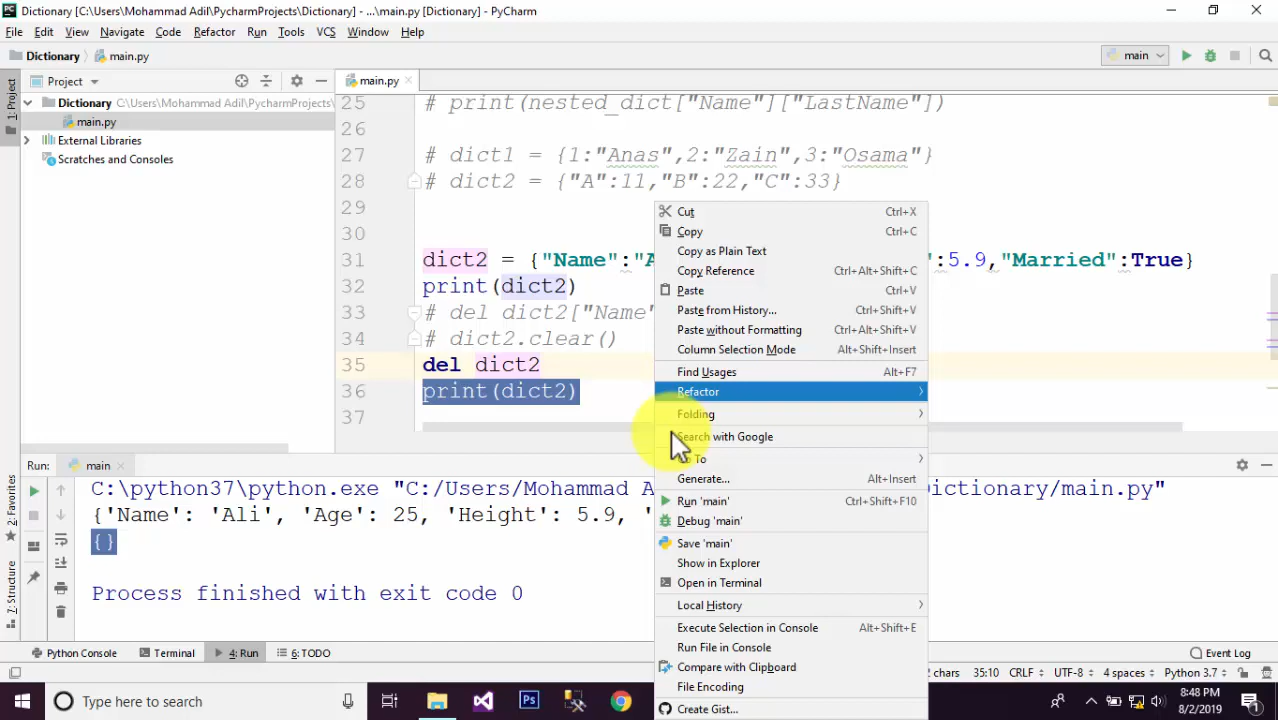 PC Dictionary [C:\Users\Mohammad Adil\PycharmProjects\Dictionary] - ...\main.py [Dictionary] - PyCharm
File Edit View Navigate Code Refactor Run Tools VCS Window Help
Dictionary main.py main
1: Project
Project
main.py
Dictionary C:\Users\Mohammad Adil\PycharmProjects\
main.py
External Libraries
Scratches and Consoles
25 # print(nested_dict["Name"]["LastName"])
26
27 # dict1 = {1:"Anas",2:"Zain",3:"Osama"}
28 # dict2 = {"A":11,"B":22,"C":33}
29
30
31 dict2 = {"Name":"A ":5.9,"Married":True}
32 print(dict2)
33 # del dict2["Name"
34 # dict2.clear()
35 del dict2
36 print(dict2)
37
Cut Ctrl+X
Copy Ctrl+C
Copy as Plain Text
Copy Reference Ctrl+Alt+Shift+C
Paste Ctrl+V
Paste from History... Ctrl+Shift+V
Paste without Formatting Ctrl+Alt+Shift+V
Column Selection Mode Alt+Shift+Insert
Find Usages Alt+F7
Refactor
Folding
Search with Google
To
Generate... Alt+Insert
Run 'main' Ctrl+Shift+F10
Debug 'main'
Save 'main'
Show in Explorer
Open in Terminal
Local History
Execute Selection in Console Alt+Shift+E
Run File in Console
Compare with Clipboard
File Encoding
Create Gist...
Run: main
2: Favorites
7: Structure
C:\python37\python.exe "C:/Users/Mohammad A ictionary/main.py"
{'Name': 'Ali', 'Age': 25, 'Height': 5.9, '
{}
Process finished with exit code 0
Python Console Terminal 4: Run 6: TODO Event Log
2 chars 35:10 CRLF UTF-8 4 spaces Python 3.7
Type here to search
Ps
8:48 PM
8/2/2019
1